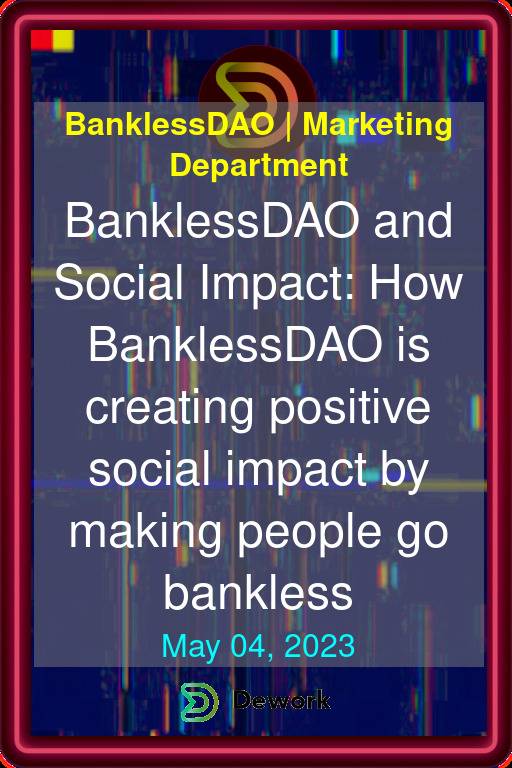 BanklessDAO | Marketing
Department
BanklessDAO and
Social Impact: How
BanklessDAO is
creating positive
social impact by
making people go
bankless
May 04, 2023
Dework